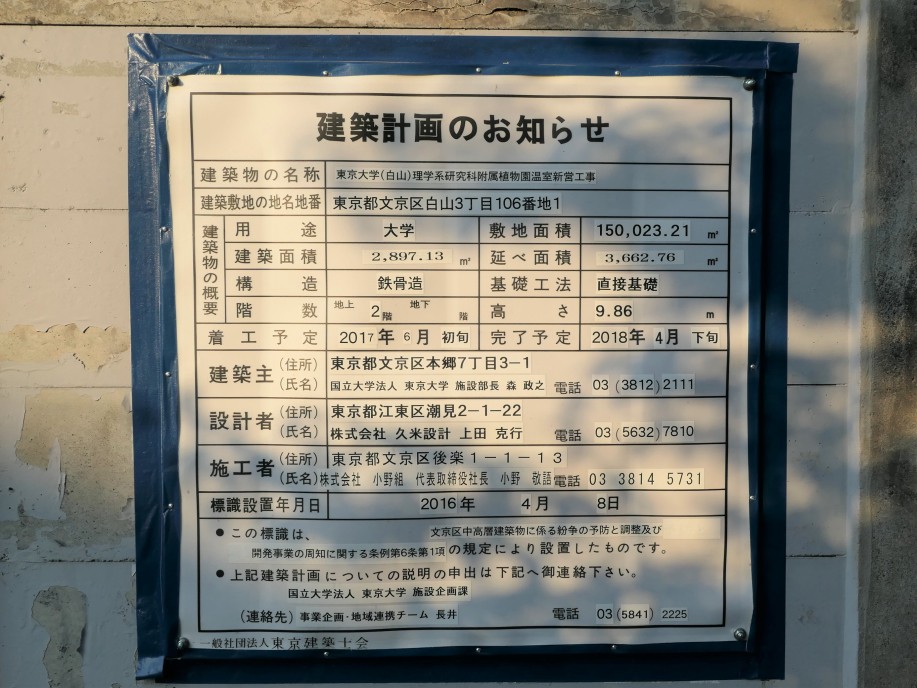 建築計画のお知らせ
建築物の名称 東京大学(白山)理学系研究科附属植物園温室新営工事
建築敷地の地名地番 東京都文京区白山3丁目106番地1
建築物の概要
用途 大学 敷地面積 150,023.21 ㎡
建築面積 2,897.13 ㎡ 延べ面積 3,662.76 ㎡
構造 鉄骨造 基礎工法 直接基礎
階数 地上 2階 地下 階 高さ 9.86 m
着工予定 2017年 6月 初旬 完了予定 2018年 4月 下旬
建築主 (住所) 東京都文京区本郷7丁目3−1
(氏名) 国立大学法人 東京大学 施設部長 森 政之 電話 03 (3812) 2111
設計者 (住所) 東京都江東区潮見2−1−22
(氏名) 株式会社 久米設計 上田 克行 電話 03 (5632) 7810
施工者 (住所) 東京都文京区後楽1−1−13
(氏名) 株式会社 小野組 代表取締役社長 小野 敬語 電話 03 3814 5731
標識設置年月日 2016年 4月 8日
● この標識は、 文京区中高層建築物に係る紛争の予防と調整及び
開発事業の周知に関する条例第6条第1項の規定により設置したものです。
● 上記建築計画についての説明の申出は下記へ御連絡下さい。
国立大学法人 東京大学 施設企画課
(連絡先) 事業企画・地域連携チーム 長井 電話 03 (5841) 2225
一般社団法人東京建築士会